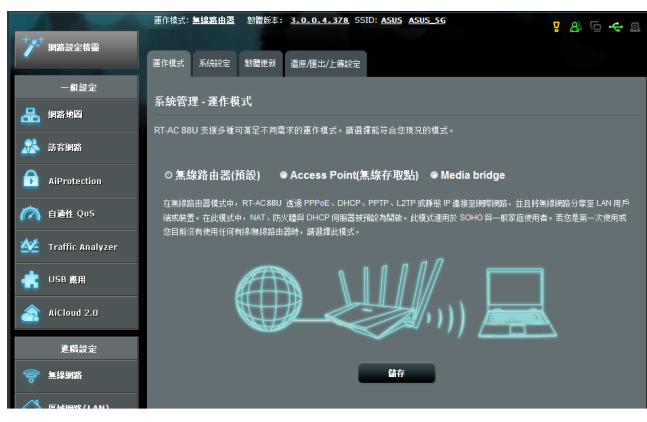 運作模式: 無線路由器 韌體版本: 3.0.0.4.378 SSID: ASUS ASUS_5G
網路設定精靈
運作模式 系統設定 韌體更新 還原/匯出/上傳設定
一般設定
網路地圖
訪客網路
AiProtection
自適性 QoS
Traffic Analyzer
USB 應用
AiCloud 2.0
進階設定
無線網路
區域網路(LAN)
系統管理 - 運作模式
RT-AC 88U 支援多種可滿足不同需求的運作模式。請選擇能符合您現況的模式。
無線路由器(預設) Access Point(無線存取點) Media bridge
在無線路由器模式中，RT-AC88U 透過 PPPoE、DHCP、PPTP、L2TP 或靜態 IP 連接至網際網路，並且將無線網路分享至 LAN 用戶
端或裝置。在此模式中，NAT、防火牆與 DHCP 伺服器被預設為開啟。此模式適用於 SOHO 與一般家庭使用者。若您是第一次使用或
您目前沒有使用任何有線/無線路由器時，請選擇此模式。
儲存